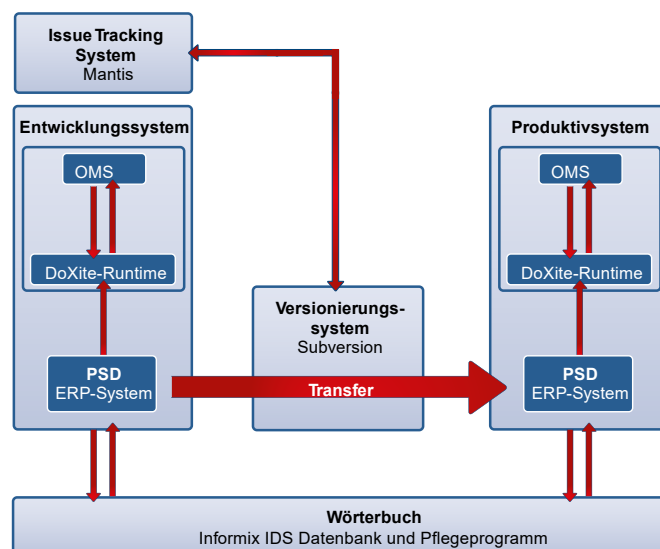 Issue Tracking
System
Mantis
Entwicklungssystem
OMS
DoXite-Runtime
PSD
ERP-System
Versionierungs-
system
Subversion
Transfer
Produktivsystem
OMS
DoXite-Runtime
PSD
ERP-System
Wörterbuch
Informix IDS Datenbank und Pflegeprogramm